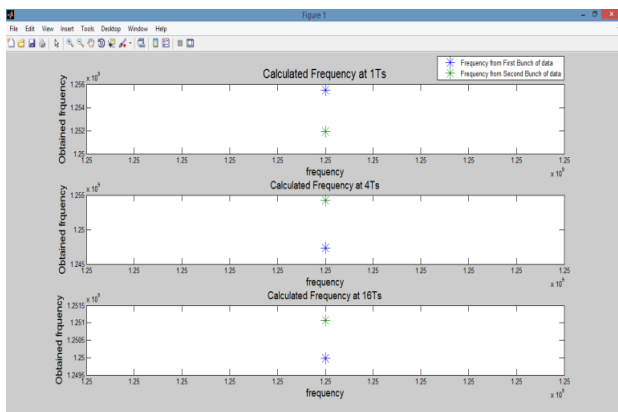 Figure 1
File Edit View Insert Tools Desktop Window Help
Frequency from First Bunch of data
Frequency from Second Bunch of data
Calculated Frequency at 1Ts
x 10^9
Obtained frquency
1.256
1.254
1.252
1.25
1.25 1.25 1.25 1.25 1.25 1.25 1.25 1.25 1.25 1.25 1.25
frequency
x 10^9
Calculated Frequency at 4Ts
x 10^9
Obtained frquency
1.255
1.25
1.245
1.25 1.25 1.25 1.25 1.25 1.25 1.25 1.25 1.25 1.25 1.25
frequency
x 10^9
Calculated Frequency at 16Ts
x 10^9
Obtained frquency
1.2515
1.251
1.25
1.2495
1.25 1.25 1.25 1.25 1.25 1.25 1.25 1.25 1.25 1.25 1.25
frequency
x 10^9